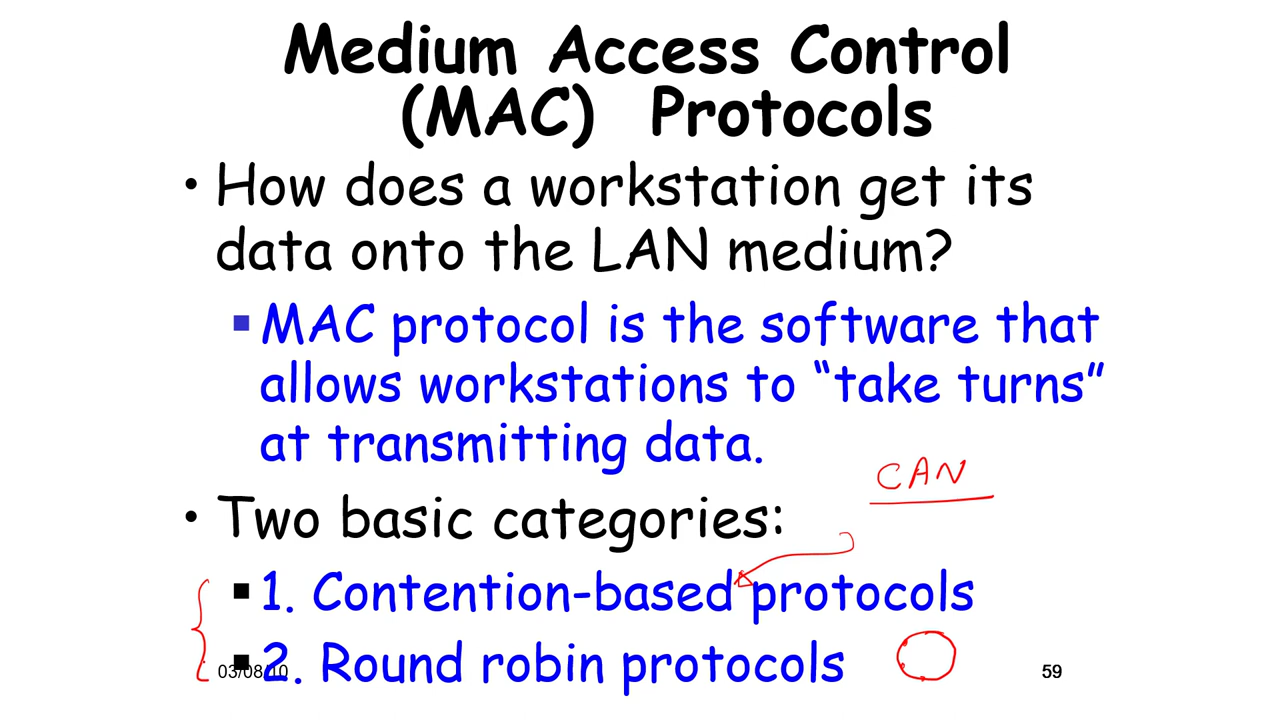 Medium Access Control
(MAC) Protocols
• How does a workstation get its
data onto the LAN medium?
▪ MAC protocol is the software that
allows workstations to “take turns”
at transmitting data.
CAN
• Two basic categories:
▪ 1. Contention-based protocols
▪ 2. Round robin protocols
03/08/10
59